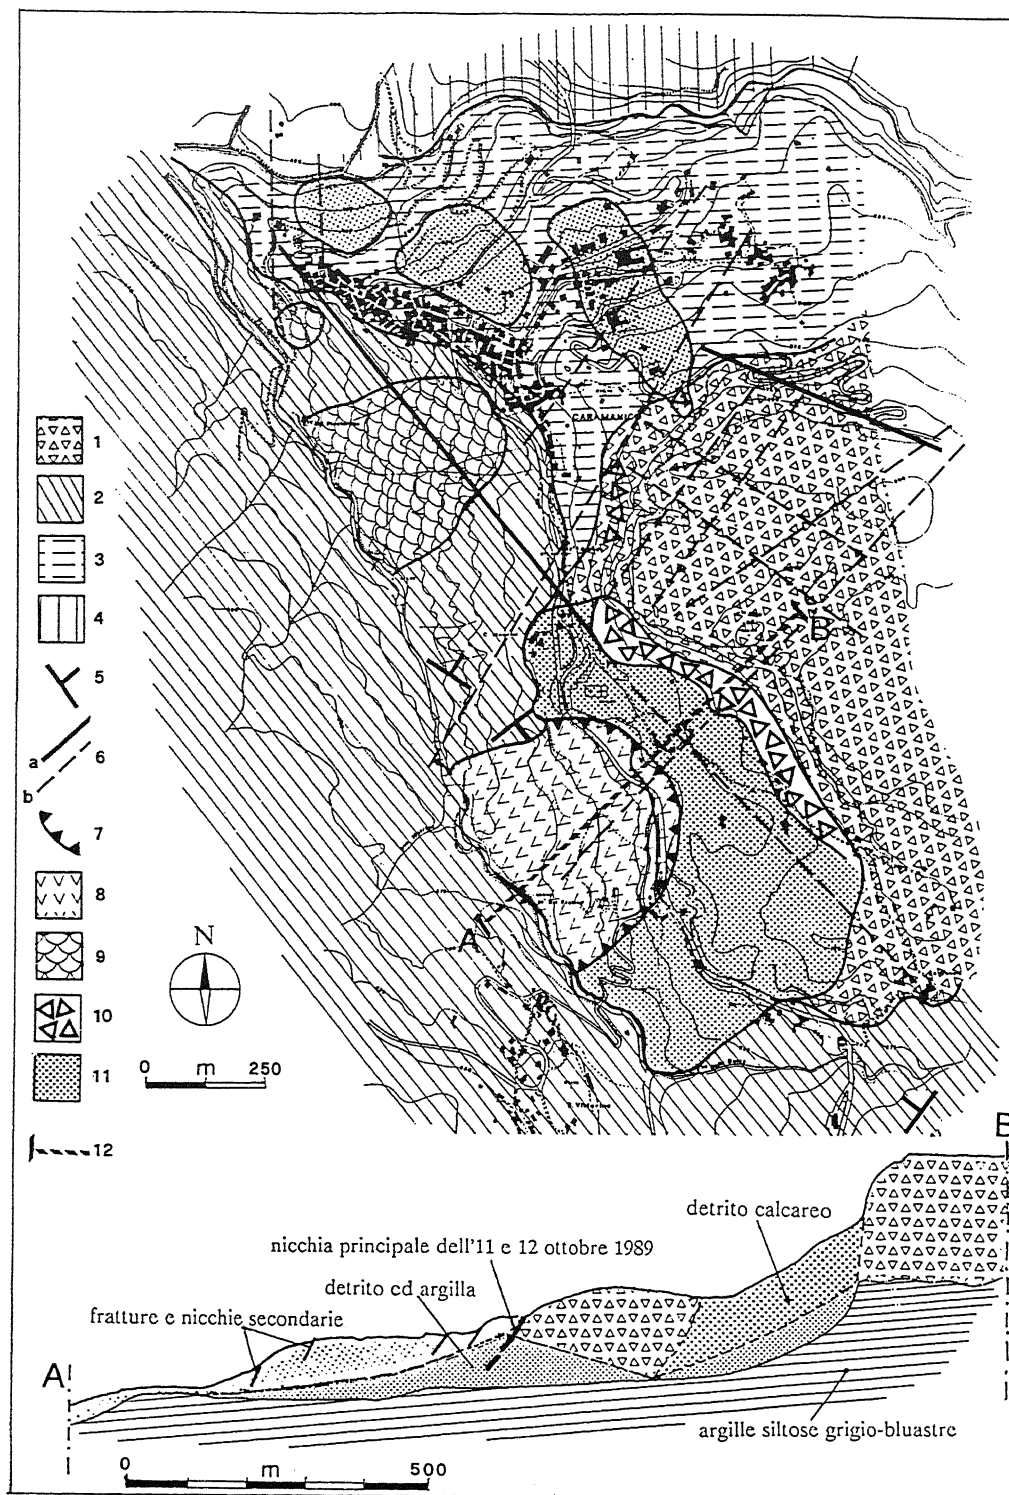 CARAMANICO
B
A
1
2
3
4
5
a
6
b
7
8
9
10
11
12
N
0 m 250
B
detrito calcareo
nicchia principale dell'11 e 12 ottobre 1989
detrito ed argilla
fratture e nicchie secondarie
A
argille siltose grigio-bluastre
0 m 500